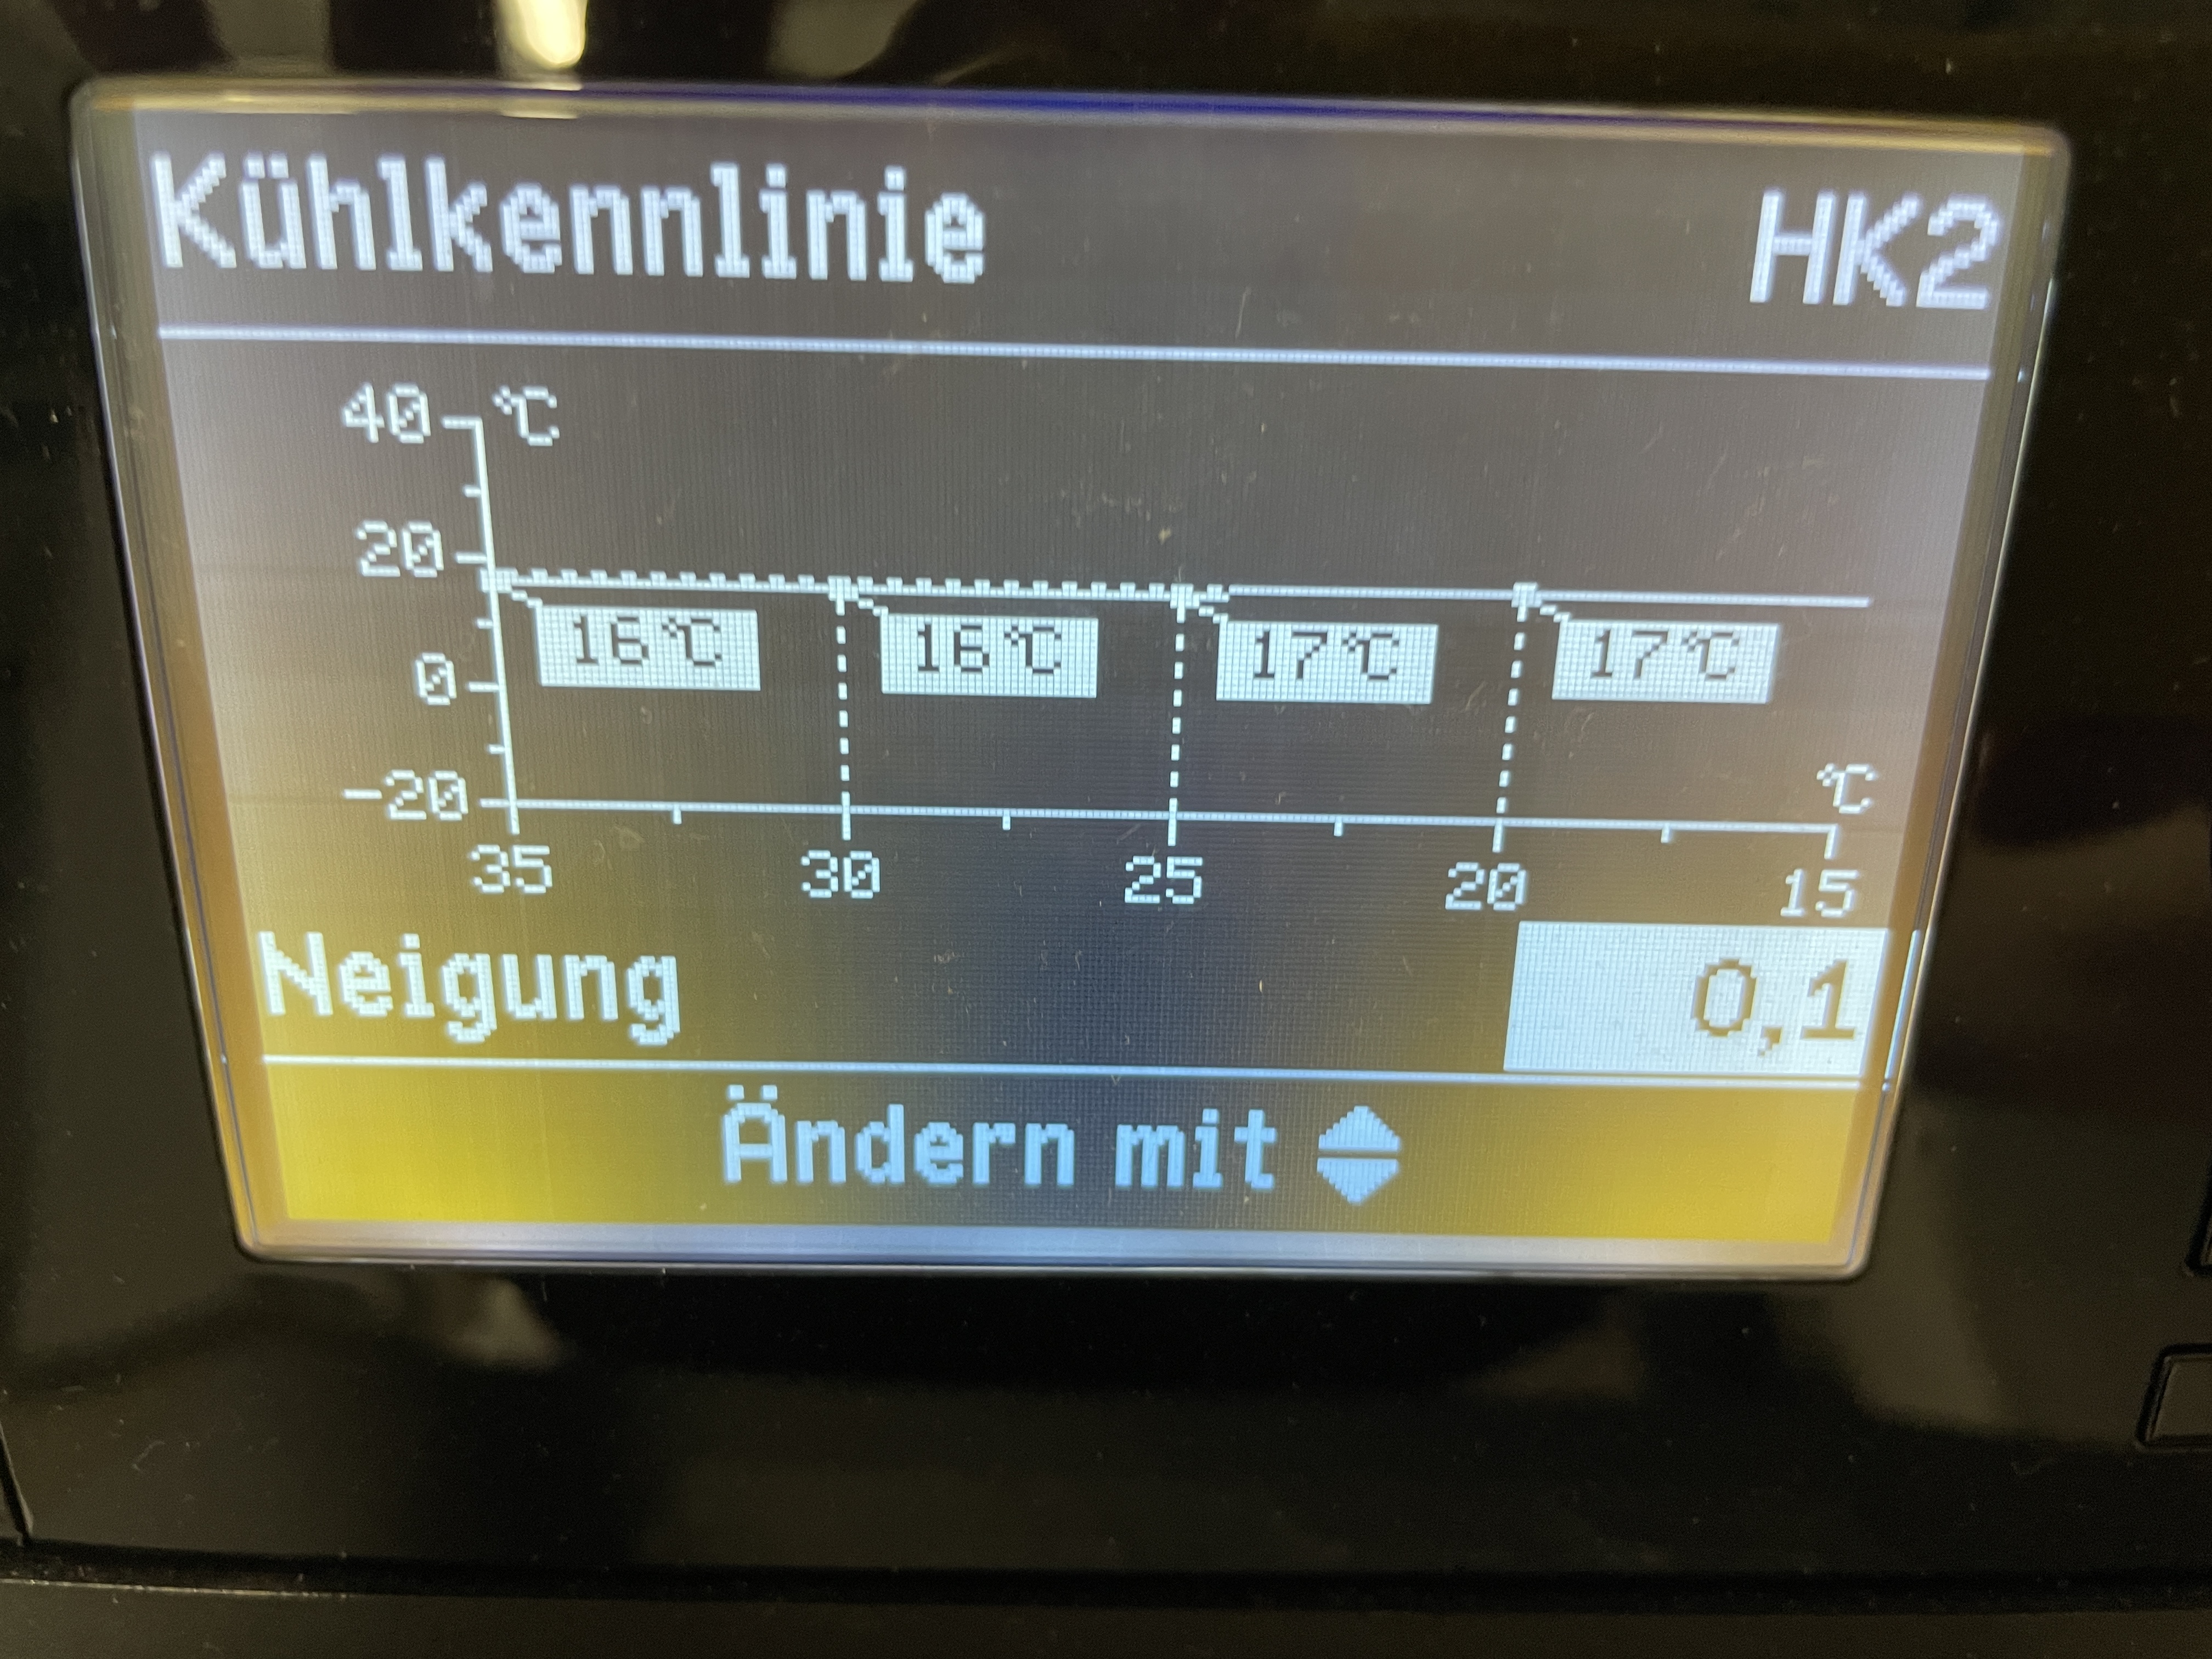 Kühlkennlinie HK2
40 °C
20
16°C 16°C 17°C 17°C
0
-20 °C
35 30 25 20 15
Neigung 0,1
Ändern mit